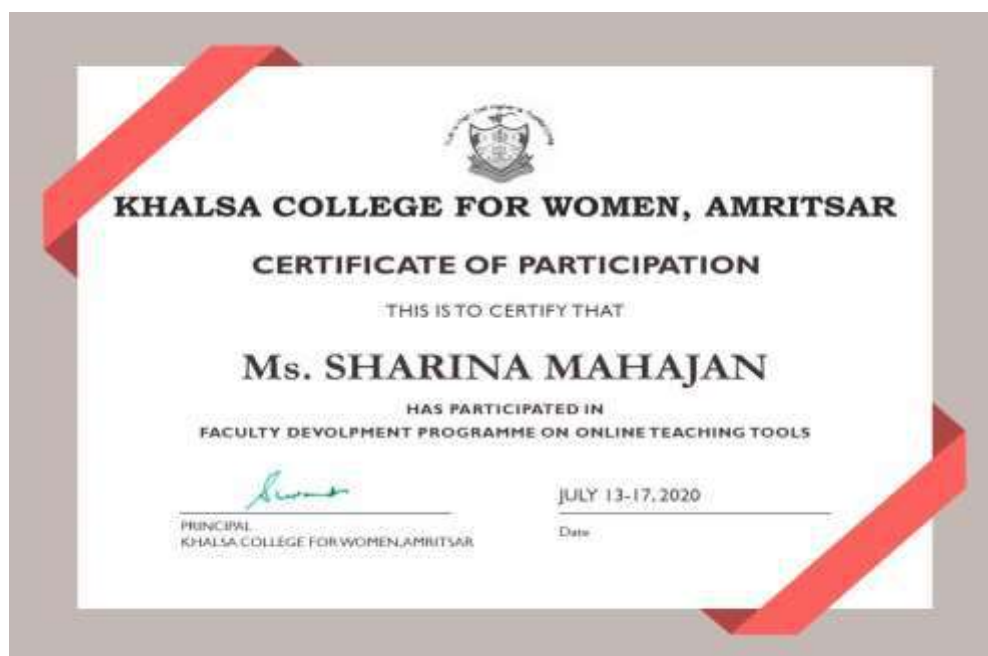 KHALSA COLLEGE FOR WOMEN, AMRITSAR
CERTIFICATE OF PARTICIPATION
THIS IS TO CERTIFY THAT
Ms. SHARINA MAHAJAN
HAS PARTICIPATED IN
FACULTY DEVOLPMENT PROGRAMME ON ONLINE TEACHING TOOLS
JULY 13-17, 2020
PRINCIPAL
KHALSA COLLEGE FOR WOMEN,AMRITSAR
Date